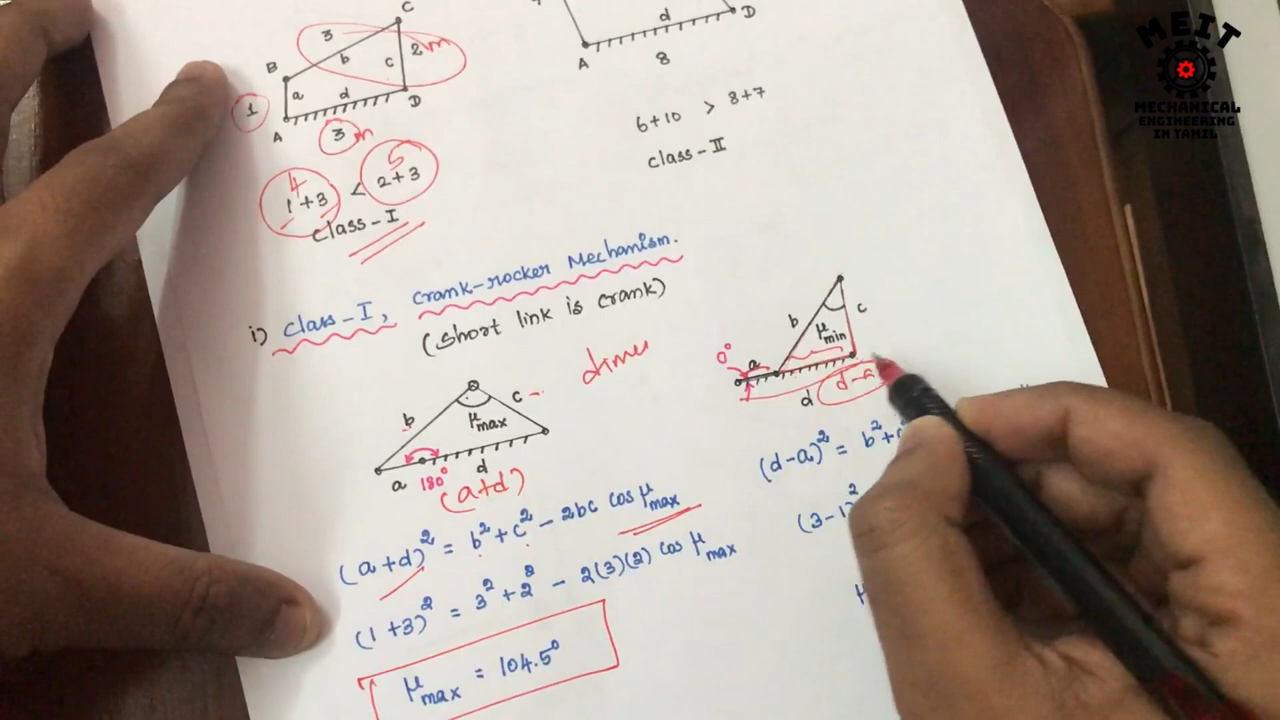 C
3
B
b
2m
c
a
d
D
1
A
3m
4
5
1+3 < 2+3
class-I
d
D
A
8
6+10 > 8+7
class-II
MEIT
MECHANICAL
ENGINEERING
IN TAMIL
i) Class-I, Crank-rocker Mechanism.
(Short link is crank)
b
c
μmax
a
180°
d
(a+d)
b
c
μmin
0°
a
d
d-a
(a+d)² = b²+c² - 2bc cos μmax
(1+3)² = 3²+2² - 2(3)(2) cos μmax
μmax = 104.5°
(d-a)² = b²+c²
(3-1)²